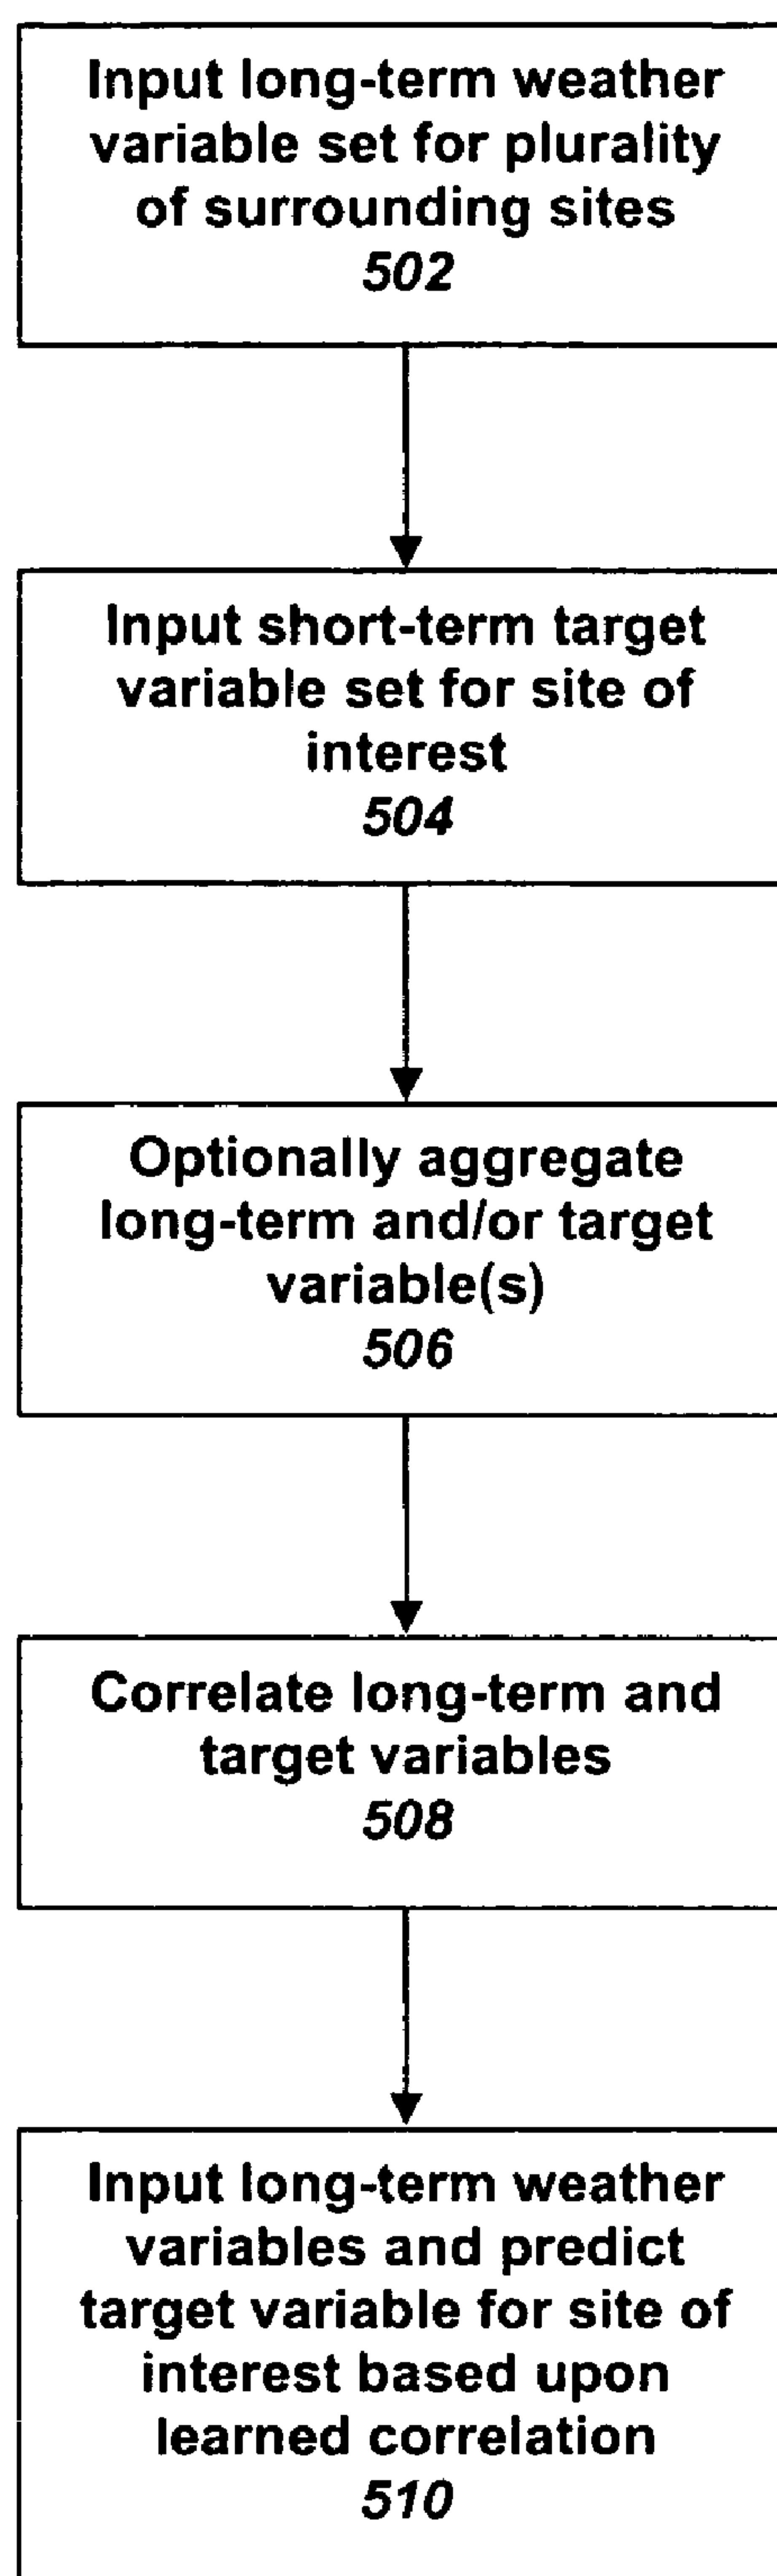 Input long-term weather
variable set for plurality
of surrounding sites
502
Input short-term target
variable set for site of
interest
504
Optionally aggregate
long-term and/or target
variable(s)
506
Correlate long-term and
target variables
508
Input long-term weather
variables and predict
target variable for site of
interest based upon
learned correlation
510